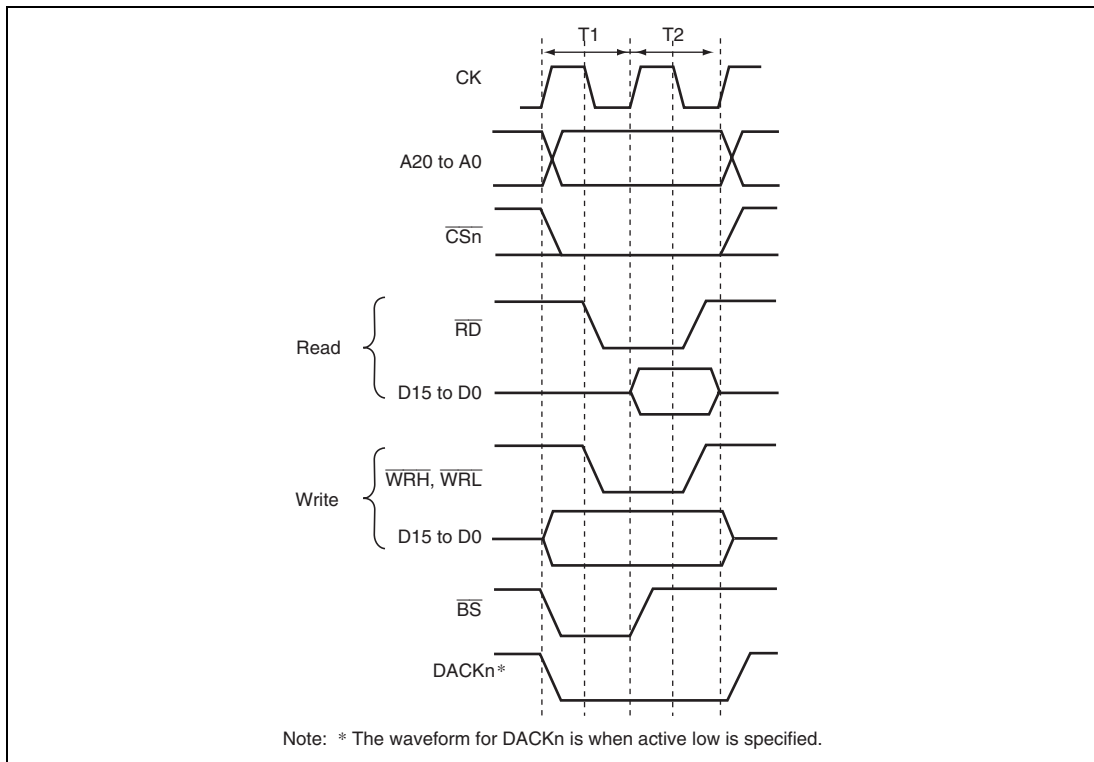 T1 T2
CK
A20 to A0
CSn
RD
Read
D15 to D0
WRH, WRL
Write
D15 to D0
BS
DACKn*
Note: * The waveform for DACKn is when active low is specified.